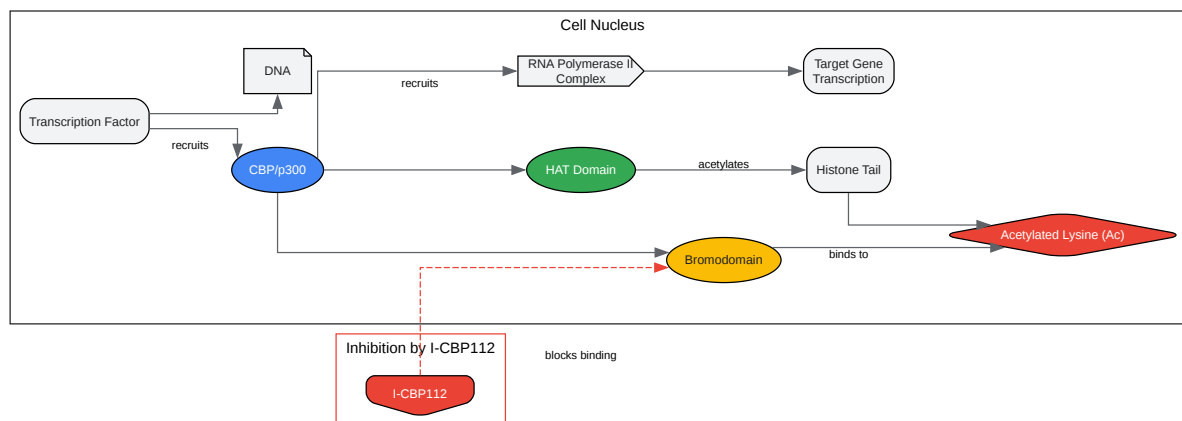 Cell Nucleus
DNA
RNA Polymerase II
Complex
Target Gene
Transcription
recruits
Transcription Factor
recruits
CBP/p300
HAT Domain
acetylates
Histone Tail
Acetylated Lysine (Ac)
Bromodomain
binds to
Inhibition by I-CBP112
blocks binding
I-CBP112